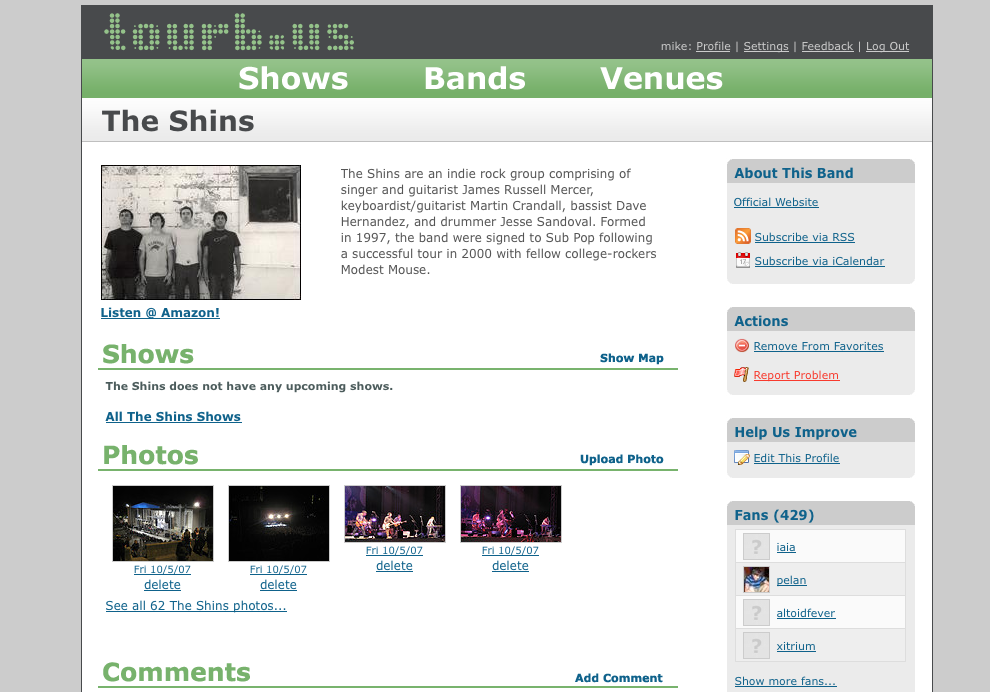 tourb.us
mike: Profile | Settings | Feedback | Log Out
Shows Bands Venues
The Shins
The Shins are an indie rock group comprising of
singer and guitarist James Russell Mercer,
keyboardist/guitarist Martin Crandall, bassist Dave
Hernandez, and drummer Jesse Sandoval. Formed
in 1997, the band were signed to Sub Pop following
a successful tour in 2000 with fellow college-rockers
Modest Mouse.
Listen @ Amazon!
Shows
Show Map
The Shins does not have any upcoming shows.
All The Shins Shows
Photos
Upload Photo
Fri 10/5/07
delete
Fri 10/5/07
delete
Fri 10/5/07
delete
Fri 10/5/07
delete
See all 62 The Shins photos...
Comments
Add Comment
About This Band
Official Website
Subscribe via RSS
Subscribe via iCalendar
Actions
Remove From Favorites
Report Problem
Help Us Improve
Edit This Profile
Fans (429)
? iaia
pelan
? altoidfever
? xitrium
Show more fans...